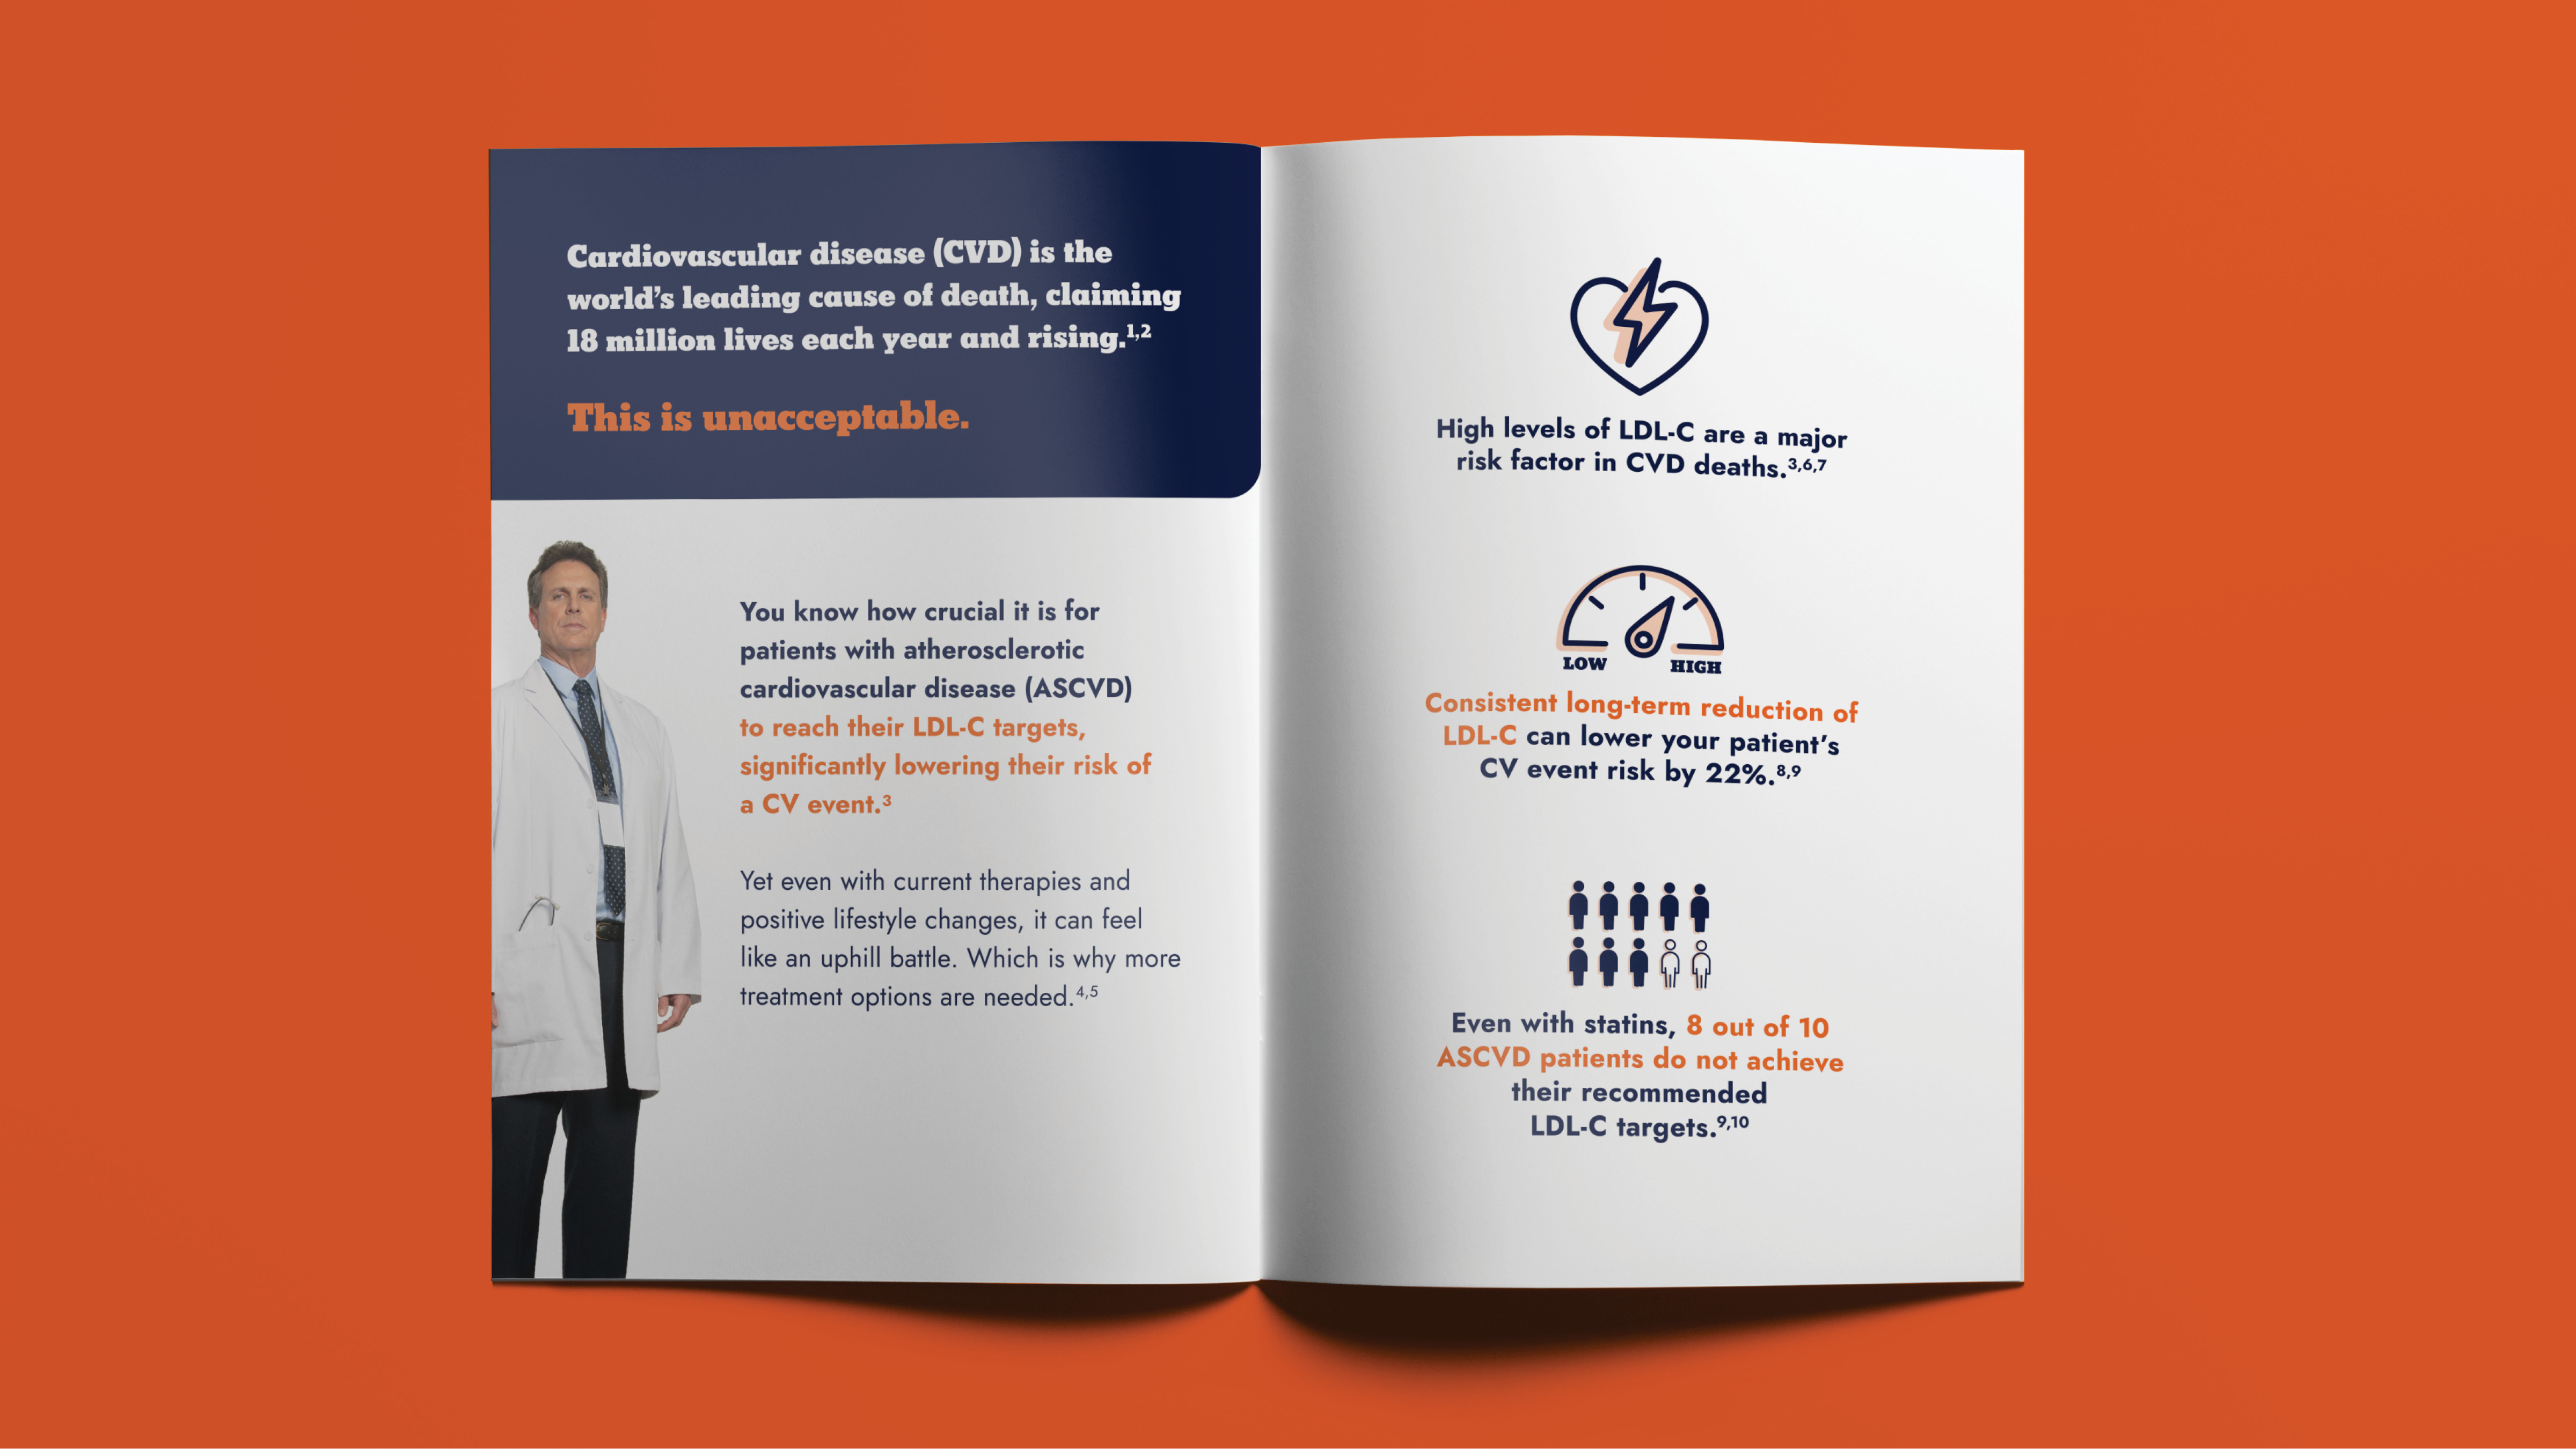 Cardiovascular disease (CVD) is the
world's leading cause of death, claiming
18 million lives each year and rising.1,2
This is unacceptable.
You know how crucial it is for
patients with atherosclerotic
cardiovascular disease (ASCVD)
to reach their LDL-C targets,
significantly lowering their risk of
a CV event.3
Yet even with current therapies and
positive lifestyle changes, it can feel
like an uphill battle. Which is why more
treatment options are needed.4,5
High levels of LDL-C are a major
risk factor in CVD deaths.3,6,7
LOW HIGH
Consistent long-term reduction of
LDL-C can lower your patient's
CV event risk by 22%.8,9
Even with statins, 8 out of 10
ASCVD patients do not achieve
their recommended
LDL-C targets.9,10